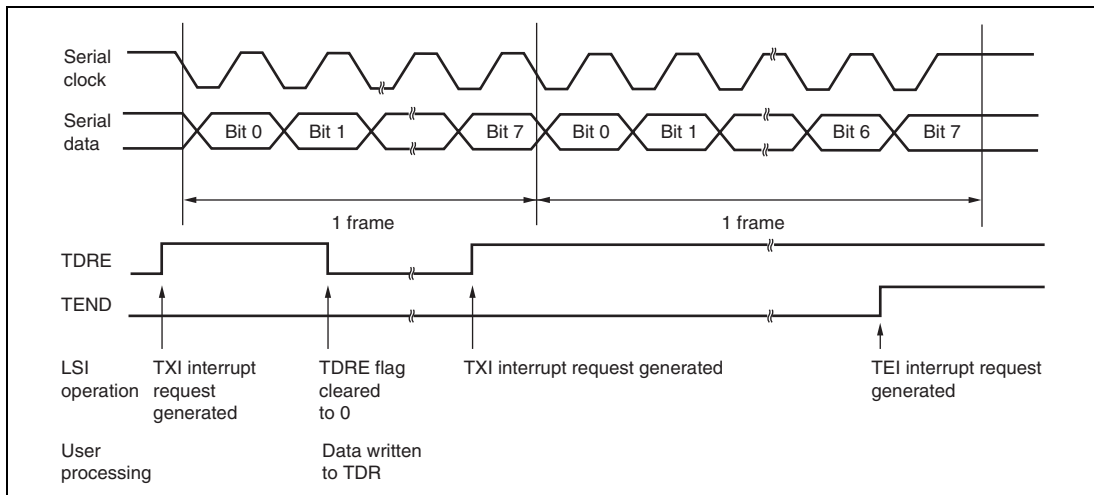 Serial
clock
Serial
data
Bit 0
Bit 1
Bit 7
Bit 0
Bit 1
Bit 6
Bit 7
1 frame
1 frame
TDRE
TEND
LSI
operation
TXI interrupt
request
generated
TDRE flag
cleared
to 0
TXI interrupt request generated
TEI interrupt request
generated
User
processing
Data written
to TDR